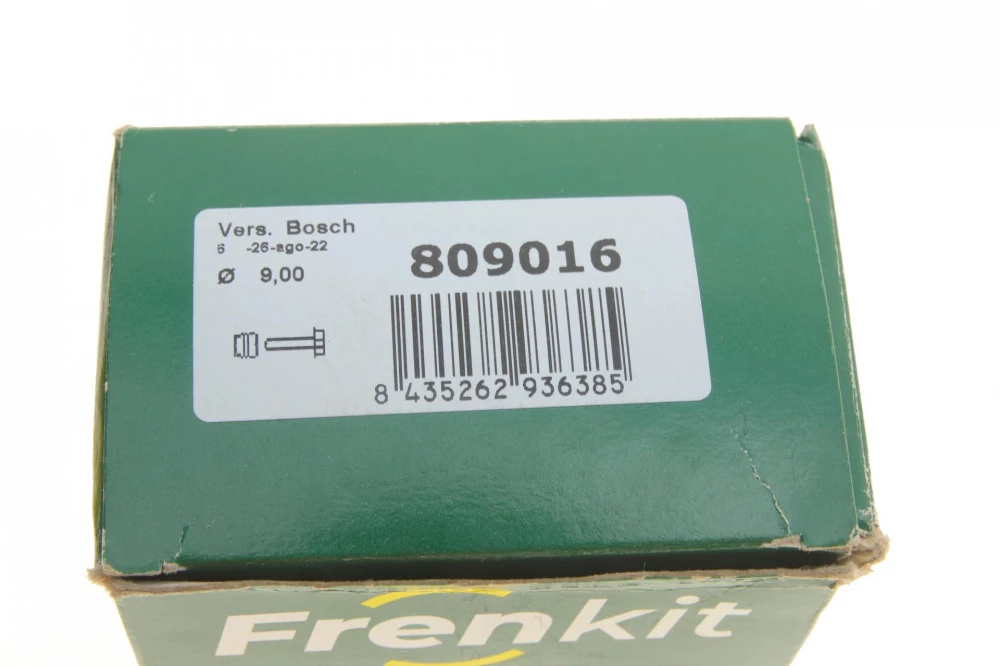 Vers. Bosch
6 -26-ago-22
Ø 9,00
809016
8 435262 936385
Frenkit